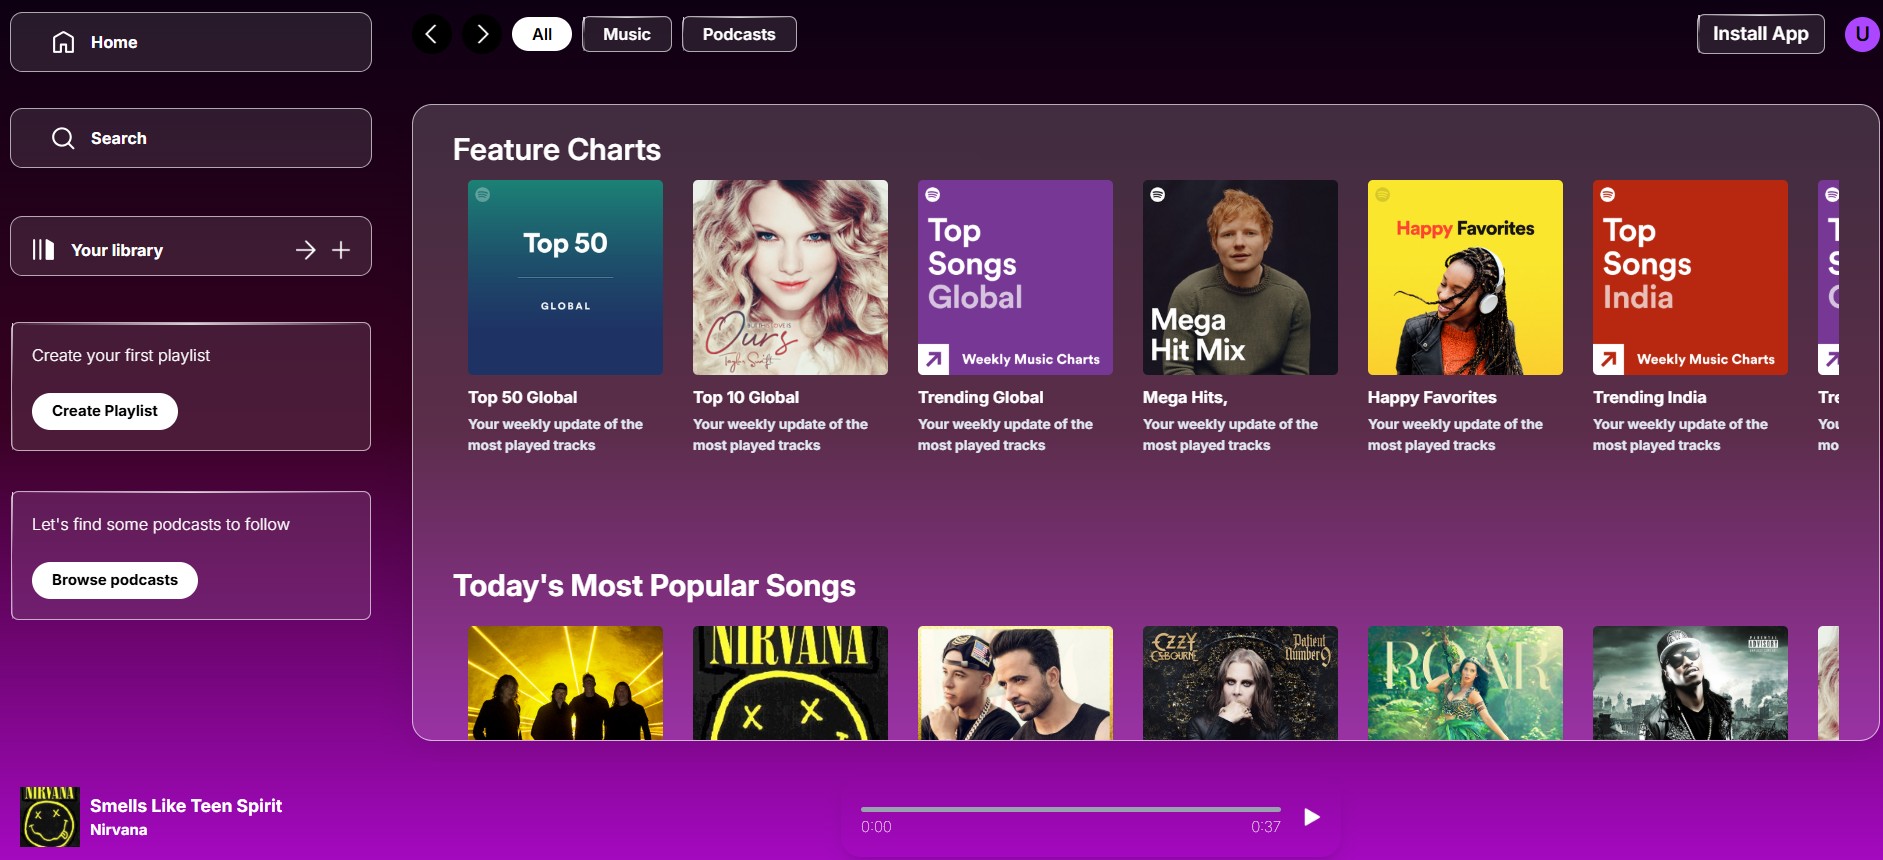 Home
Search
Your library
Create your first playlist
Create Playlist
Let's find some podcasts to follow
Browse podcasts
All
Music
Podcasts
Install App
U
Feature Charts
Top 50
GLOBAL
Top 50 Global
Your weekly update of the
most played tracks
Ours
Taylor Swift
Top 10 Global
Your weekly update of the
most played tracks
Top
Songs
Global
Weekly Music Charts
Trending Global
Your weekly update of the
most played tracks
Mega
Hit Mix
Mega Hits,
Your weekly update of the
most played tracks
Happy Favorites
Happy Favorites
Your weekly update of the
most played tracks
Top
Songs
India
Weekly Music Charts
Trending India
Your weekly update of the
most played tracks
Today's Most Popular Songs
NIRVANA
OZZY
OSBOURNE
Patient
Number 9
ROAR
PARENTAL
ADVISORY
NIRVANA
Smells Like Teen Spirit
Nirvana
0:00
0:37